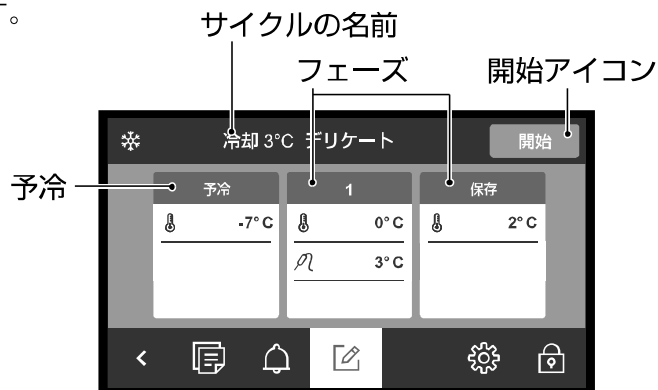 。
サイクルの名前
フェーズ
開始アイコン
冷却 3°C デリケート
開始
予冷
予冷
1
保存
-7°C
0°C
2°C
3°C